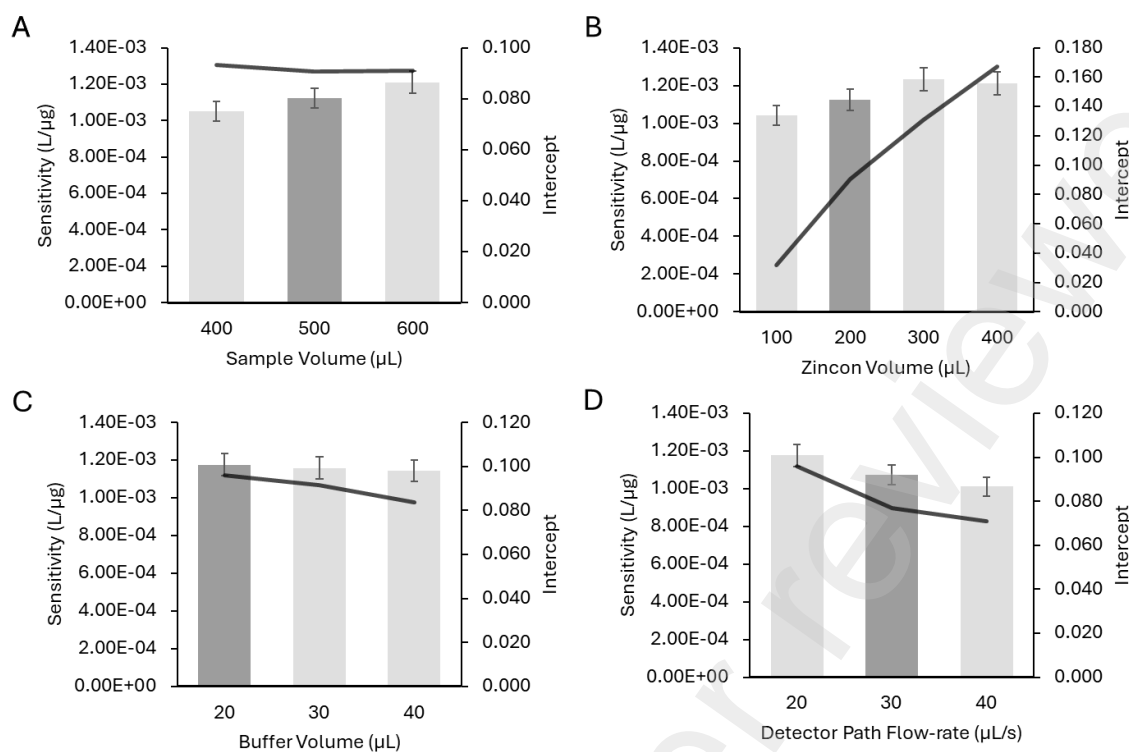 A
1.40E-03
1.20E-03
1.00E-03
8.00E-04
6.00E-04
4.00E-04
2.00E-04
0.00E+00
Sensitivity (L/µg)
0.100
0.080
0.060
0.040
0.020
0.000
Intercept
400 500 600
Sample Volume (µL)
B
1.40E-03
1.20E-03
1.00E-03
8.00E-04
6.00E-04
4.00E-04
2.00E-04
0.00E+00
Sensitivity (L/µg)
0.180
0.160
0.140
0.120
0.100
0.080
0.060
0.040
0.020
0.000
Intercept
100 200 300 400
Zincon Volume (µL)
C
1.40E-03
1.20E-03
1.00E-03
8.00E-04
6.00E-04
4.00E-04
2.00E-04
0.00E+00
Sensitivity (L/µg)
0.120
0.100
0.080
0.060
0.040
0.020
0.000
Intercept
20 30 40
Buffer Volume (µL)
D
1.40E-03
1.20E-03
1.00E-03
8.00E-04
6.00E-04
4.00E-04
2.00E-04
0.00E+00
Sensitivity (L/µg)
0.120
0.100
0.080
0.060
0.040
0.020
0.000
Intercept
20 30 40
Detector Path Flow-rate (µL/s)